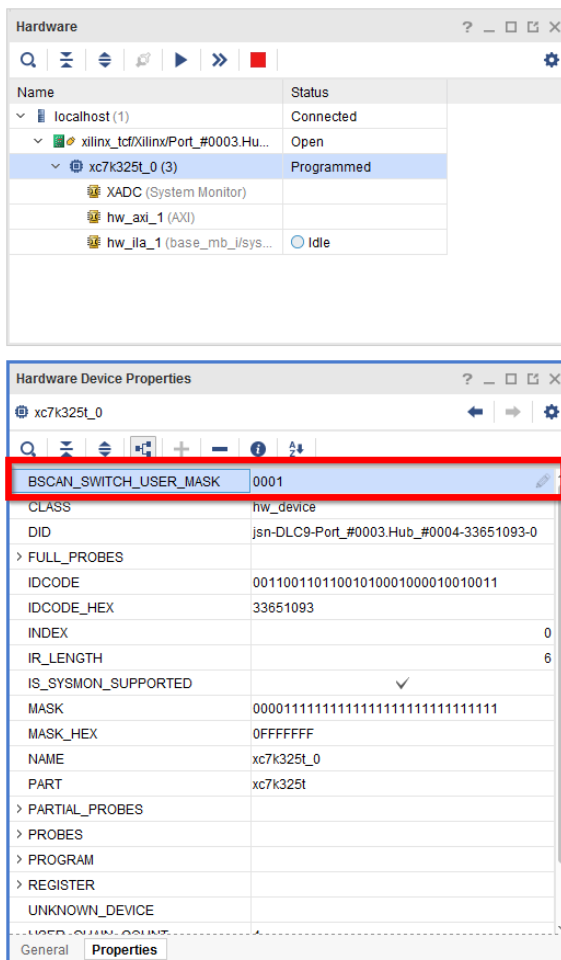 Hardware
Name Status
localhost (1) Connected
xilinx_tcf/Xilinx/Port_#0003.Hu... Open
xc7k325t_0 (3) Programmed
XADC (System Monitor)
hw_axi_1 (AXI)
hw_ila_1 (base_mb_i/sys... Idle
Hardware Device Properties
xc7k325t_0
BSCAN_SWITCH_USER_MASK 0001
CLASS hw_device
DID jsn-DLC9-Port_#0003.Hub_#0004-33651093-0
FULL_PROBES
IDCODE 00110011011001010001000010010011
IDCODE_HEX 33651093
INDEX 0
IR_LENGTH 6
IS_SYSMON_SUPPORTED
MASK 00001111111111111111111111111111
MASK_HEX 0FFFFFFF
NAME xc7k325t_0
PART xc7k325t
PARTIAL_PROBES
PROBES
PROGRAM
REGISTER
UNKNOWN_DEVICE
General Properties